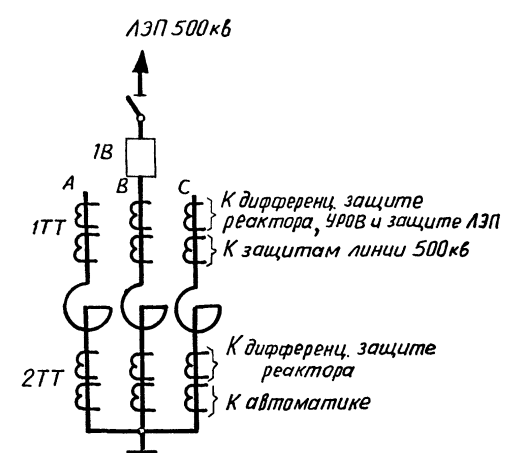 ЛЭП 500кв
1В
А
В
С
1ТТ
К дифференц. защите
реактора, УРОВ и защите ЛЭП
К защитам линии 500кв
К дифференц. защите
реактора
2ТТ
К автоматике